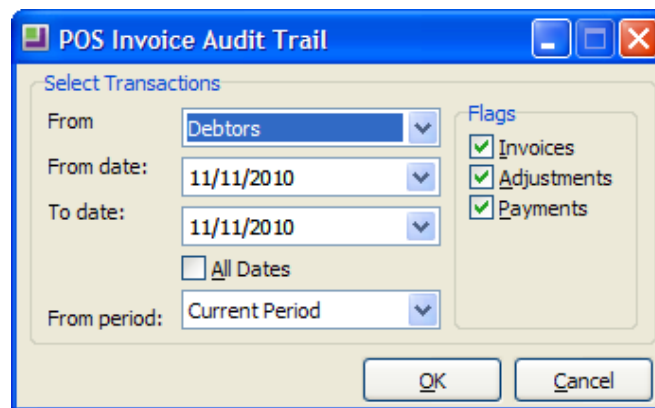 POS Invoice Audit Trail
Select Transactions
From
Debtors
From date:
11/11/2010
To date:
11/11/2010
All Dates
From period:
Current Period
Flags
Invoices
Adjustments
Payments
OK
Cancel